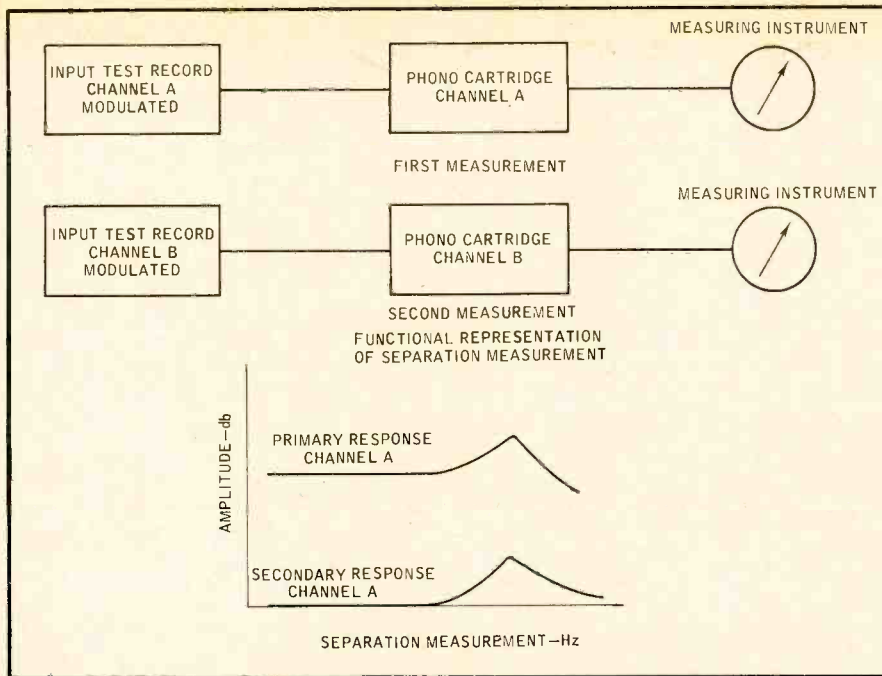 MEASURING INSTRUMENT
INPUT TEST RECORD
CHANNEL A
MODULATED
PHONO CARTRIDGE
CHANNEL A
FIRST MEASUREMENT
MEASURING INSTRUMENT
INPUT TEST RECORD
CHANNEL B
MODULATED
PHONO CARTRIDGE
CHANNEL B
SECOND MEASUREMENT
FUNCTIONAL REPRESENTATION
OF SEPARATION MEASUREMENT
AMPLITUDE—db
PRIMARY RESPONSE
CHANNEL A
SECONDARY RESPONSE
CHANNEL A
SEPARATION MEASUREMENT—Hz